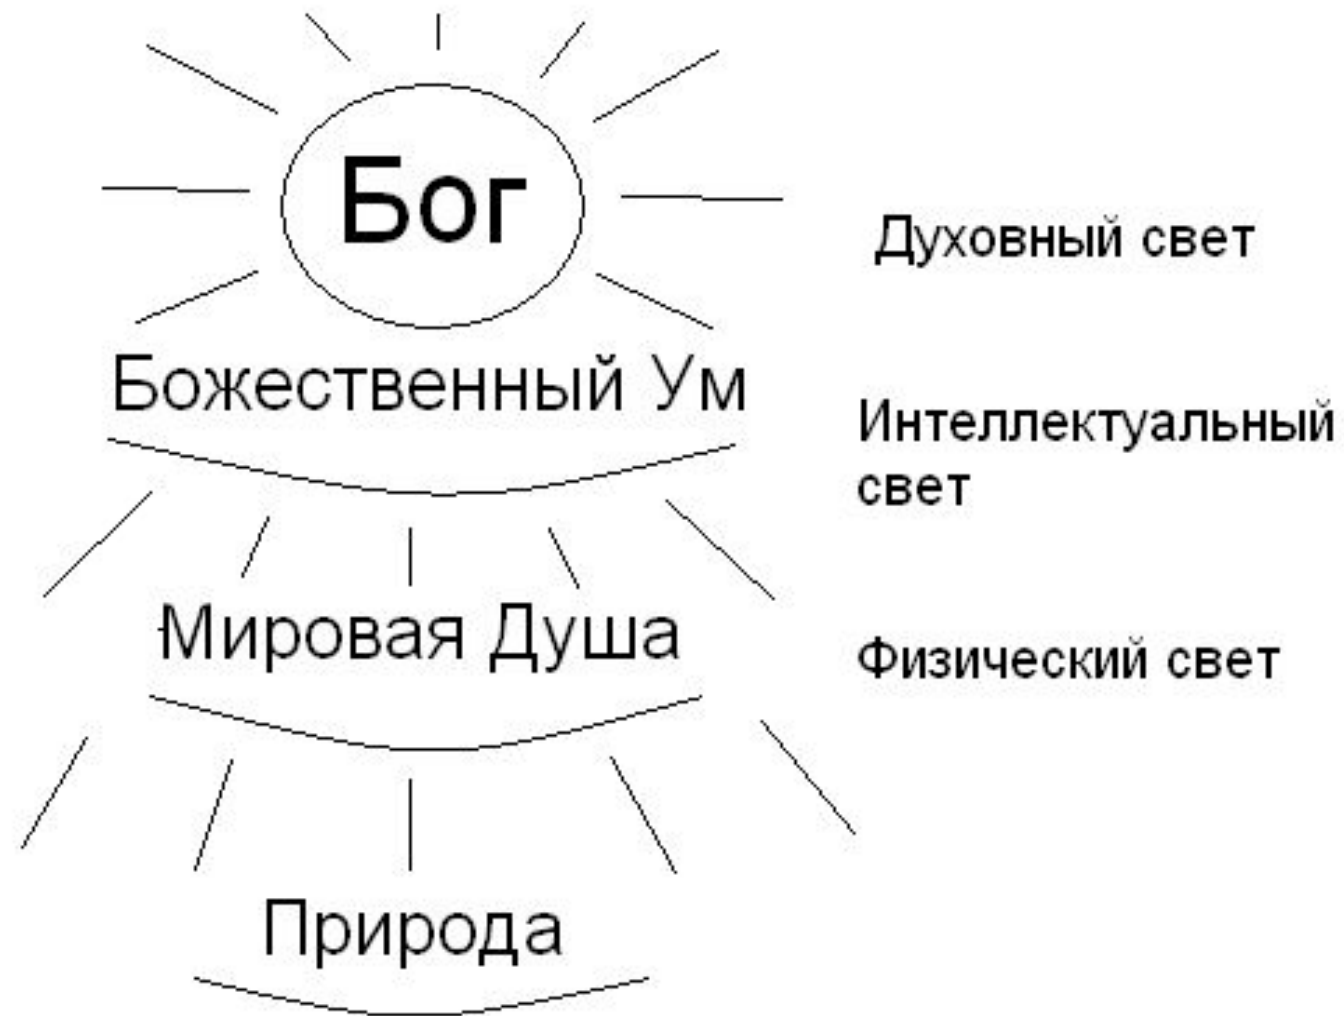 Бог
Духовный свет
Божественный Ум
Интеллектуальный
свет
Мировая Душа
Физический свет
Природа